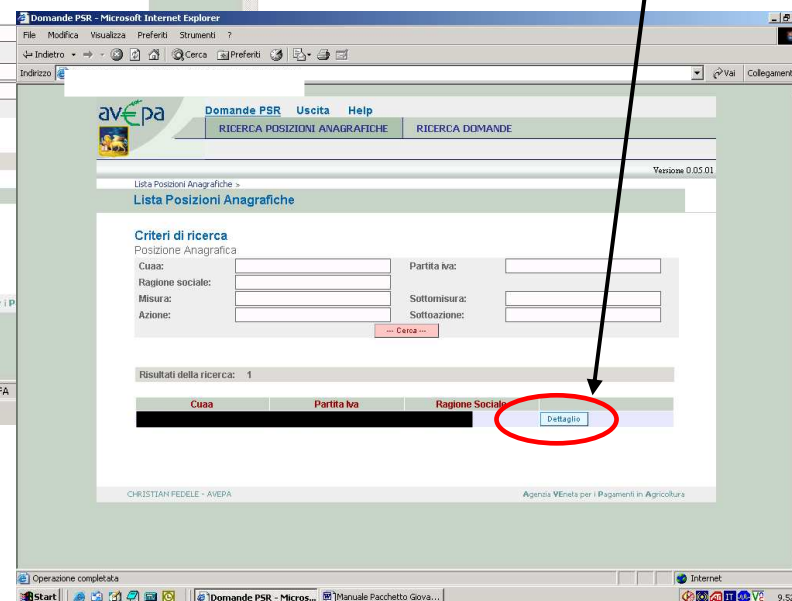 Domande PSR - Microsoft Internet Explorer
File Modifica Visualizza Preferiti Strumenti ?
Indietro Cerca Preferiti
Indirizzo Vai Collegament
avepa
Domande PSR Uscita Help
RICERCA POSIZIONI ANAGRAFICHE RICERCA DOMANDE
Versione 0.05.01
Lista Posizioni Anagrafiche >
Lista Posizioni Anagrafiche
Criteri di ricerca
Posizione Anagrafica
Cuaa: Partita iva:
Ragione sociale:
Misura: Sottomisura:
Azione: Sottoazione:
--- Cerca ---
i P
Risultati della ricerca: 1
FA
Cuaa Partita Iva Ragione Sociale
Dettaglio
CHRISTIAN FEDELE - AVEPA Agenzia VEneta per i Pagamenti in Agricoltura
Operazione completata Internet
Start Domande PSR - Micros... Manuale Pacchetto Giova... 9.52